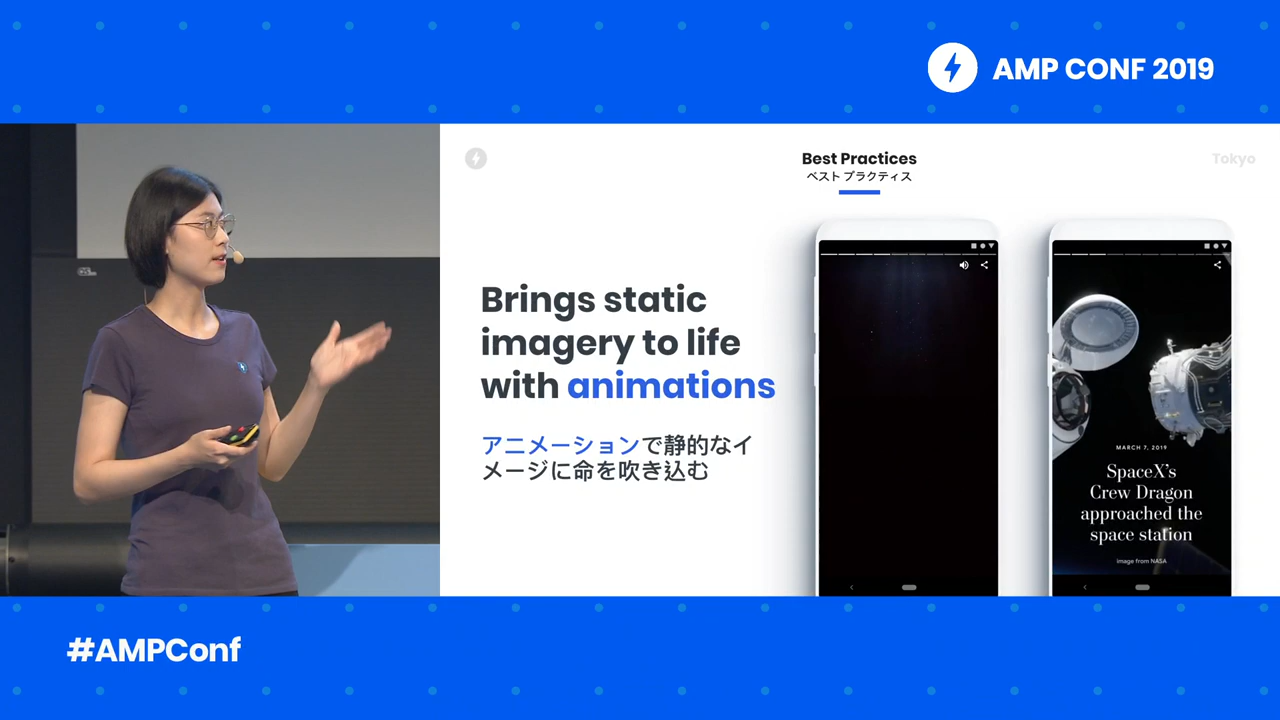 AMP CONF 2019
Best Practices
ベスト プラクティス
Tokyo
Brings static
imagery to life
with animations
アニメーションで静的なイ
メージに命を吹き込む
MARCH 7, 2019
SpaceX's
Crew Dragon
approached the
space station
image from NASA
#AMPConf